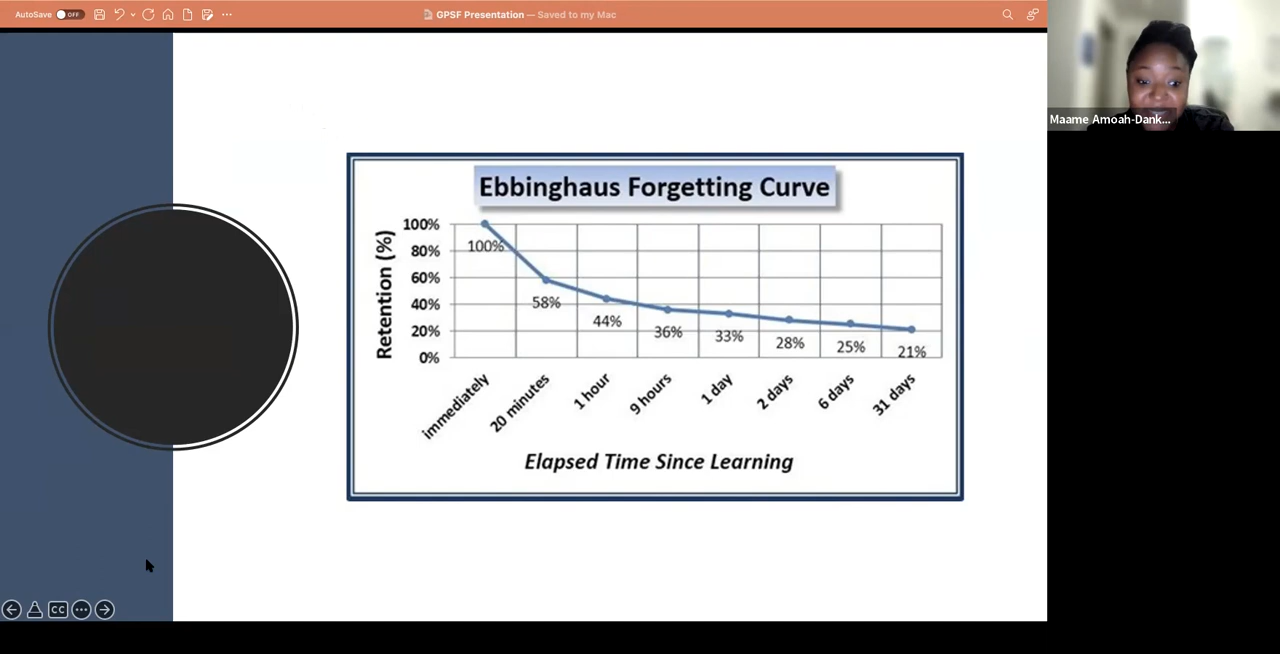 AutoSave OFF
GPSF Presentation — Saved to my Mac
Maame Amoah-Dank...
Ebbinghaus Forgetting Curve
Retention (%)
100%
80%
60%
40%
20%
0%
100%
58%
44%
36%
33%
28%
25%
21%
immediately
20 minutes
1 hour
9 hours
1 day
2 days
6 days
31 days
Elapsed Time Since Learning
CC